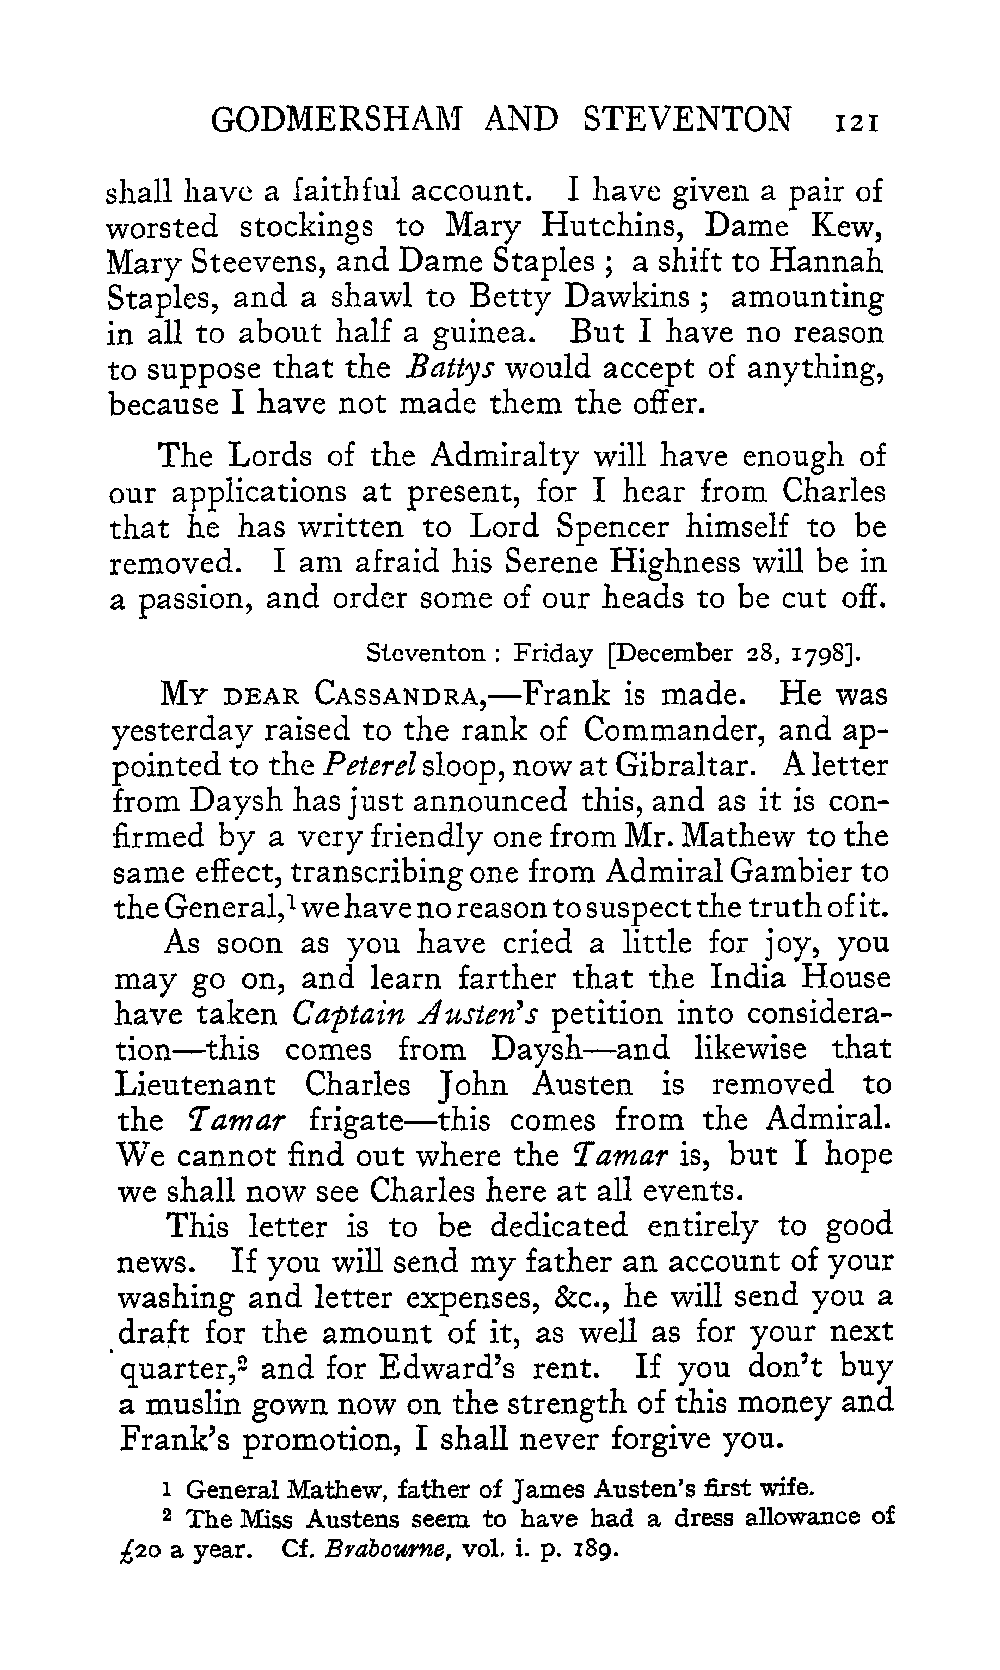 GODMERSHAM AND STEVENTON 121
shall have a faithful account. I have given a pair of
worsted stockings to Mary Hutchins, Dame Kew,
Mary Steevens, and Dame Staples ; a shift to Hannah
Staples, and a shawl to Betty Dawkins ; amounting
in all to about half a guinea. But I have no reason
to suppose that the Battys would accept of anything,
because I have not made them the offer.
The Lords of the Admiralty will have enough of
our applications at present, for I hear from Charles
that he has written to Lord Spencer himself to be
removed. I am afraid his Serene Highness will be in
a passion, and order some of our heads to be cut off.
Steventon : Friday [December 28, 1798].
MY DEAR CASSANDRA,—Frank is made. He was
yesterday raised to the rank of Commander, and ap-
pointed to the Peterel sloop, now at Gibraltar. A letter
from Daysh has just announced this, and as it is con-
firmed by a very friendly one from Mr. Mathew to the
same effect, transcribing one from Admiral Gambier to
the General,¹ we have no reason to suspect the truth of it.
As soon as you have cried a little for joy, you
may go on, and learn farther that the India House
have taken Captain Austen's petition into considera-
tion—this comes from Daysh—and likewise that
Lieutenant Charles John Austen is removed to
the Tamar frigate—this comes from the Admiral.
We cannot find out where the Tamar is, but I hope
we shall now see Charles here at all events.
This letter is to be dedicated entirely to good
news. If you will send my father an account of your
washing and letter expenses, &c., he will send you a
draft for the amount of it, as well as for your next
quarter,² and for Edward's rent. If you don't buy
a muslin gown now on the strength of this money and
Frank's promotion, I shall never forgive you.
¹ General Mathew, father of James Austen's first wife.
² The Miss Austens seem to have had a dress allowance of
£20 a year. Cf. Brabourne, vol. i. p. 189.